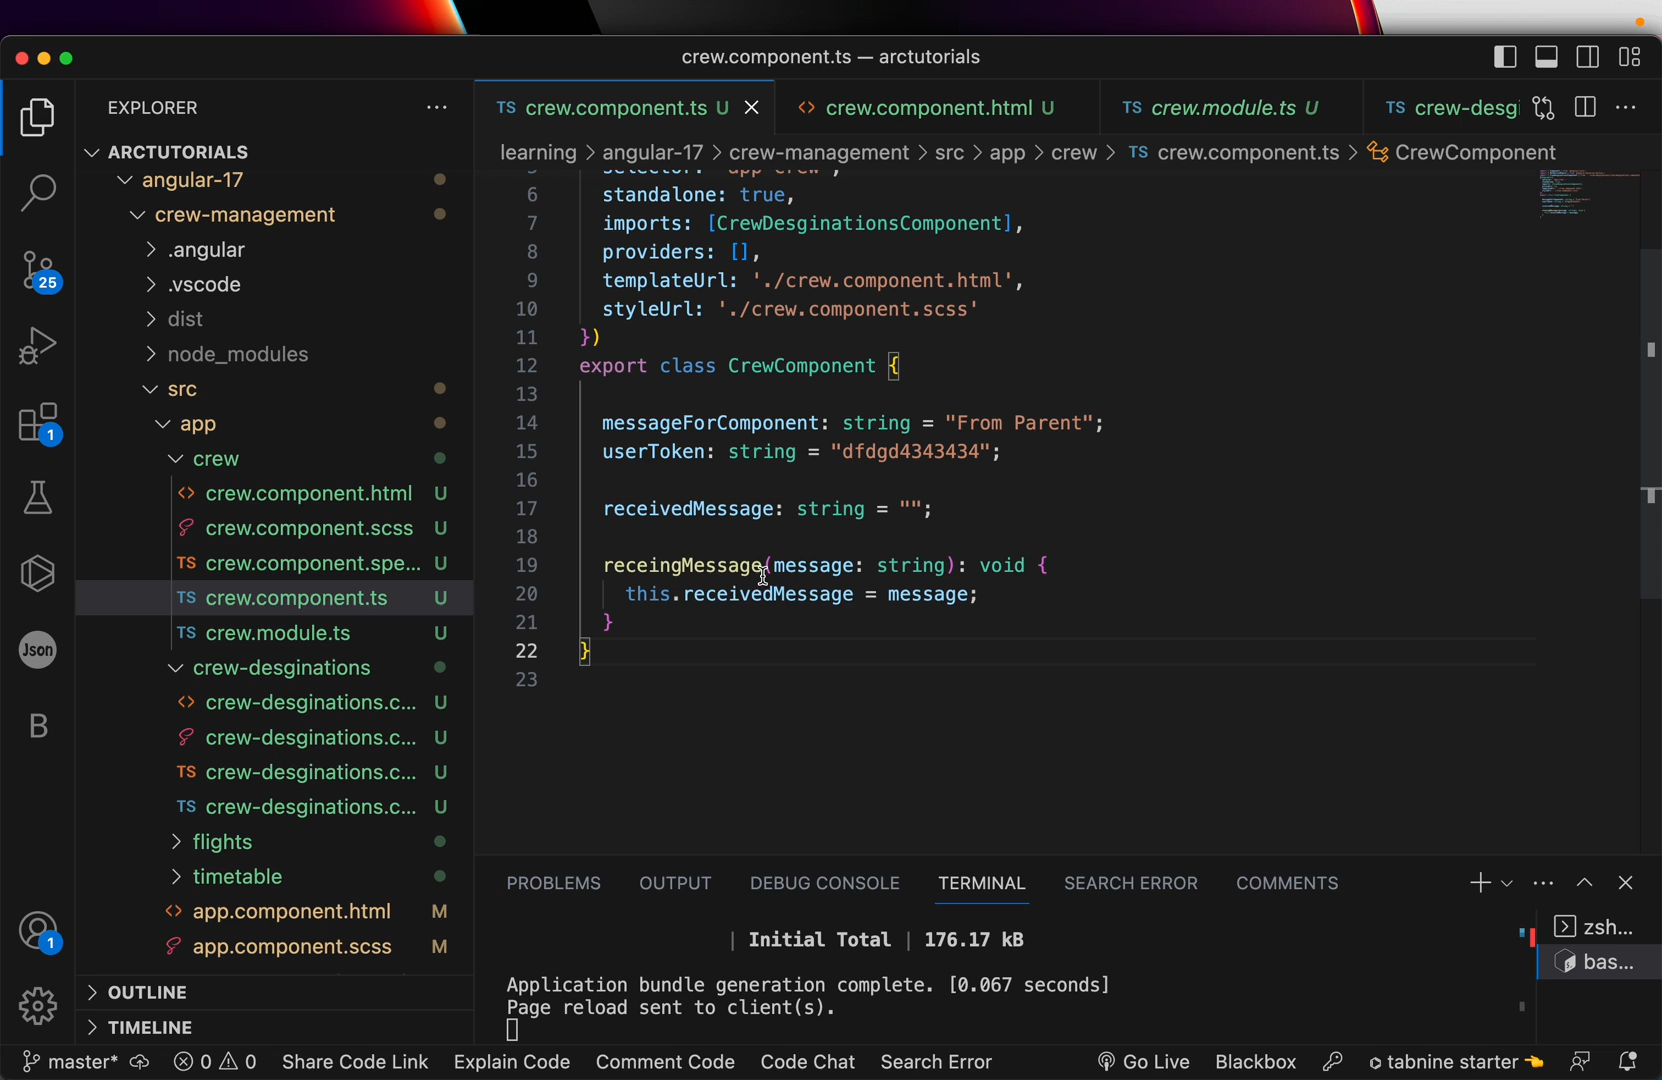 crew.component.ts — arctutorials
EXPLORER
ARCTUTORIALS
angular-17
crew-management
.angular
.vscode
dist
node_modules
src
app
crew
crew.component.html U
crew.component.scss U
TS crew.component.spe... U
TS crew.component.ts U
TS crew.module.ts U
crew-desginations
crew-desginations.c... U
crew-desginations.c... U
TS crew-desginations.c... U
TS crew-desginations.c... U
flights
timetable
app.component.html M
app.component.scss M
OUTLINE
TIMELINE
25
1
Json
B
1
TS crew.component.ts U
crew.component.html U
TS crew.module.ts U
TS crew-desgi
learning > angular-17 > crew-management > src > app > crew > TS crew.component.ts > CrewComponent
5 selector: 'app-crew',
6 standalone: true,
7 imports: [CrewDesginationsComponent],
8 providers: [],
9 templateUrl: './crew.component.html',
10 styleUrl: './crew.component.scss'
11 })
12 export class CrewComponent {
13
14 messageForComponent: string = "From Parent";
15 userToken: string = "dfdgd4343434";
16
17 receivedMessage: string = "";
18
19 receingMessage(message: string): void {
20 this.receivedMessage = message;
21 }
22 }
23
PROBLEMS OUTPUT DEBUG CONSOLE TERMINAL SEARCH ERROR COMMENTS
| Initial Total | 176.17 kB
Application bundle generation complete. [0.067 seconds]
Page reload sent to client(s).
zsh...
bas...
master* 0 0 Share Code Link Explain Code Comment Code Code Chat Search Error Go Live Blackbox tabnine starter